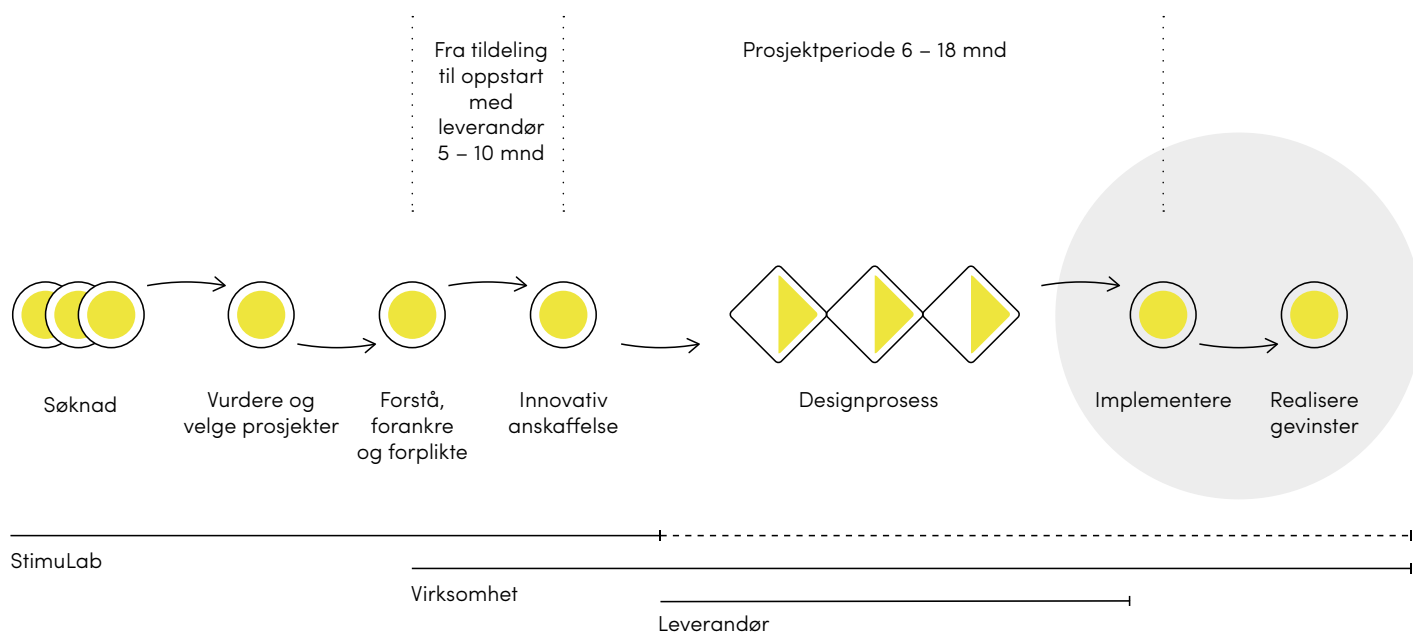 Fra tildeling
til oppstart
med
leverandør
5 – 10 mnd
Prosjektperiode 6 – 18 mnd
Søknad
Vurdere og
velge prosjekter
Forstå,
forankre
og forplikte
Innovativ
anskaffelse
Designprosess
Implementere
Realisere
gevinster
StimuLab
Virksomhet
Leverandør